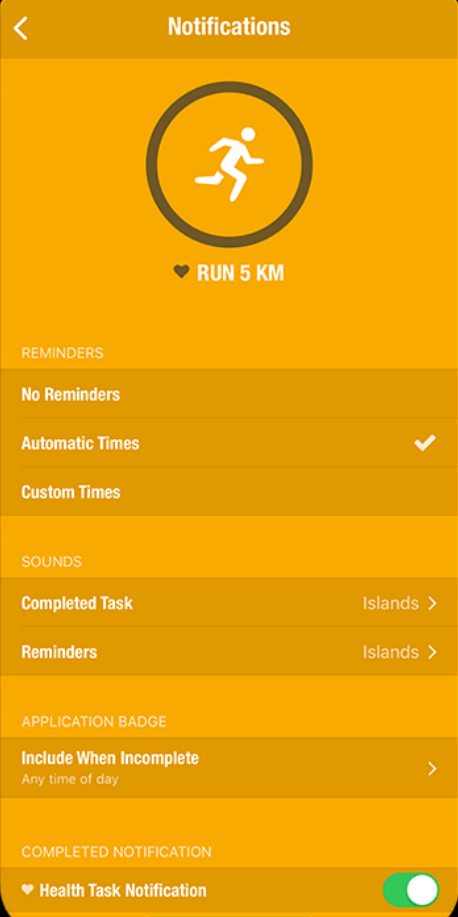 Notifications
RUN 5 KM
REMINDERS
No Reminders
Automatic Times
Custom Times
SOUNDS
Completed Task Islands
Reminders Islands
APPLICATION BADGE
Include When Incomplete
Any time of day
COMPLETED NOTIFICATION
Health Task Notification